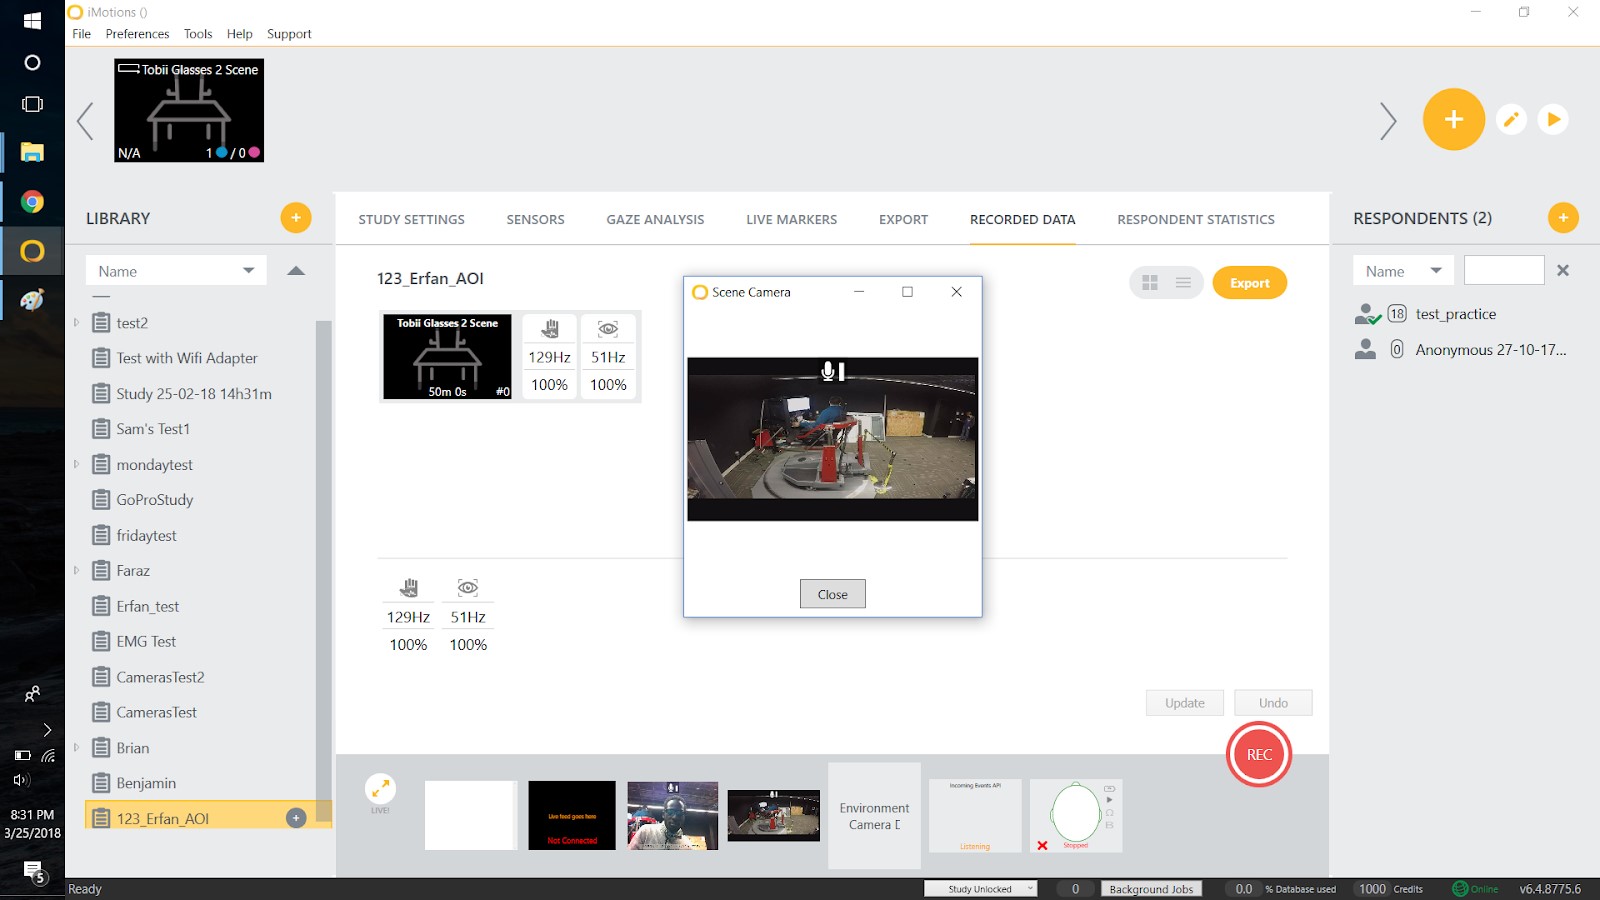 iMotions ()
File Preferences Tools Help Support
Tobii Glasses 2 Scene
N/A 1 / 0
LIBRARY
STUDY SETTINGS SENSORS GAZE ANALYSIS LIVE MARKERS EXPORT RECORDED DATA RESPONDENT STATISTICS
RESPONDENTS (2)
Name
test2
Test with Wifi Adapter
Study 25-02-18 14h31m
Sam's Test1
mondaytest
GoProStudy
fridaytest
Faraz
Erfan_test
EMG Test
CamerasTest2
CamerasTest
Brian
Benjamin
123_Erfan_AOI
123_Erfan_AOI
Export
Tobii Glasses 2 Scene
50m 0s #0
129Hz 51Hz
100% 100%
Scene Camera
Close
129Hz 51Hz
100% 100%
Update Undo
REC
Name
18 test_practice
0 Anonymous 27-10-17...
LIVE!
Live feed goes here
Not Connected
Environment
Camera [
Incoming Events API
Listening
Stopped
8:31 PM
3/25/2018
5
Ready
Study Unlocked 0 Background Jobs 0.0 % Database used 1000 Credits Online v6.4.8775.6